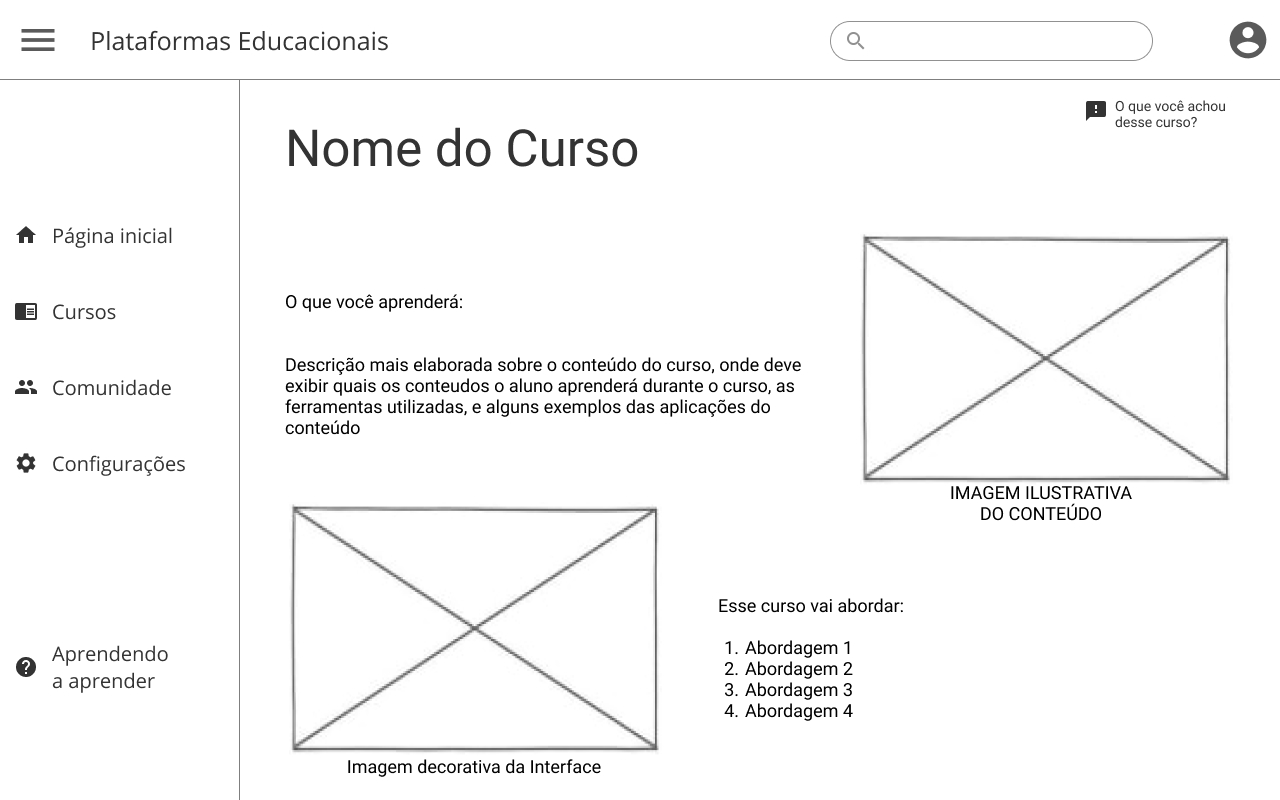 Plataformas Educacionais
O que você achou
desse curso?
Nome do Curso
Página inicial
Cursos
Comunidade
Configurações
Aprendendo
a aprender
O que você aprenderá:
Descrição mais elaborada sobre o conteúdo do curso, onde deve
exibir quais os conteudos o aluno aprenderá durante o curso, as
ferramentas utilizadas, e alguns exemplos das aplicações do
conteúdo
IMAGEM ILUSTRATIVA
DO CONTEÚDO
Imagem decorativa da Interface
Esse curso vai abordar:
1. Abordagem 1
2. Abordagem 2
3. Abordagem 3
4. Abordagem 4